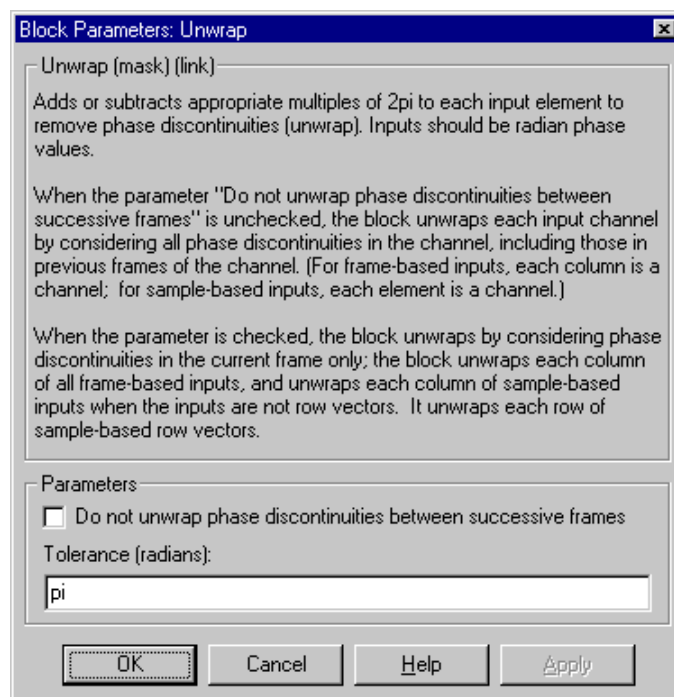 Block Parameters: Unwrap
Unwrap (mask) (link)
Adds or subtracts appropriate multiples of 2pi to each input element to
remove phase discontinuities (unwrap). Inputs should be radian phase
values.
When the parameter "Do not unwrap phase discontinuities between
successive frames" is unchecked, the block unwraps each input channel
by considering all phase discontinuities in the channel, including those in
previous frames of the channel. (For frame-based inputs, each column is a
channel;  for sample-based inputs, each element is a channel.)
When the parameter is checked, the block unwraps by considering phase
discontinuities in the current frame only; the block unwraps each column
of all frame-based inputs, and unwraps each column of sample-based
inputs when the inputs are not row vectors.  It unwraps each row of
sample-based row vectors.
Parameters
Do not unwrap phase discontinuities between successive frames
Tolerance (radians):
pi
OK Cancel Help Apply